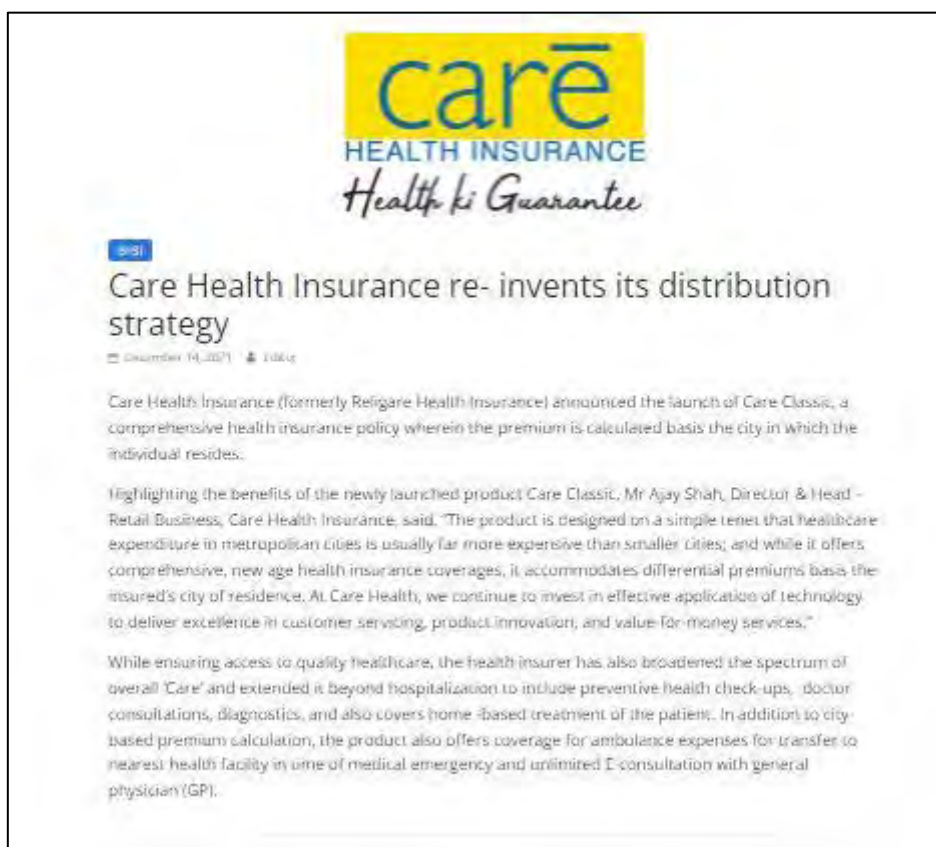 carē
HEALTH INSURANCE
Health ki Guarantee
Care Health Insurance re- invents its distribution
strategy
December 14, 2021 Editor
Care Health Insurance (formerly Religare Health Insurance) announced the launch of Care Classic, a
comprehensive health insurance policy wherein the premium is calculated basis the city in which the
individual resides.
Highlighting the benefits of the newly launched product Care Classic, Mr Ajay Shah, Director & Head –
Retail Business, Care Health Insurance, said, "The product is designed on a simple tenet that healthcare
expenditure in metropolitan cities is usually far more expensive than smaller cities; and while it offers
comprehensive, new age health insurance coverages, it accommodates differential premiums basis the
insured's city of residence. At Care Health, we continue to invest in effective application of technology
to deliver excellence in customer servicing, product innovation, and value-for-money services."
While ensuring access to quality healthcare, the health insurer has also broadened the spectrum of
overall 'Care' and extended it beyond hospitalization to include preventive health check-ups, doctor
consultations, diagnostics, and also covers home -based treatment of the patient. In addition to city-
based premium calculation, the product also offers coverage for ambulance expenses for transfer to
nearest health facility in time of medical emergency and unlimited E-consultation with general
physician (GP).